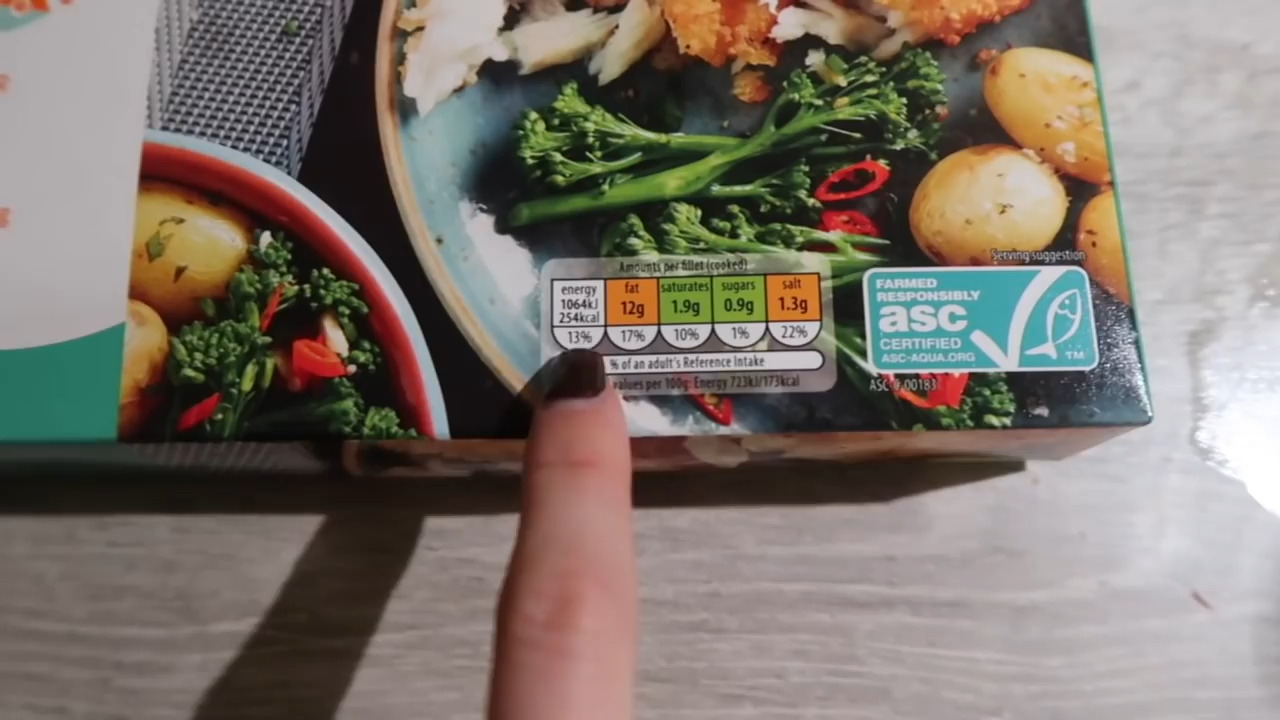 Amounts per fillet (cooked)
energy
1064kJ
254kcal
13%
fat
12g
17%
saturates
1.9g
10%
sugars
0.9g
1%
salt
1.3g
22%
% of an adult's Reference Intake
values per 100g: Energy 723kJ/173kcal
Serving suggestion
FARMED
RESPONSIBLY
asc
CERTIFIED
ASC-AQUA.ORG
TM